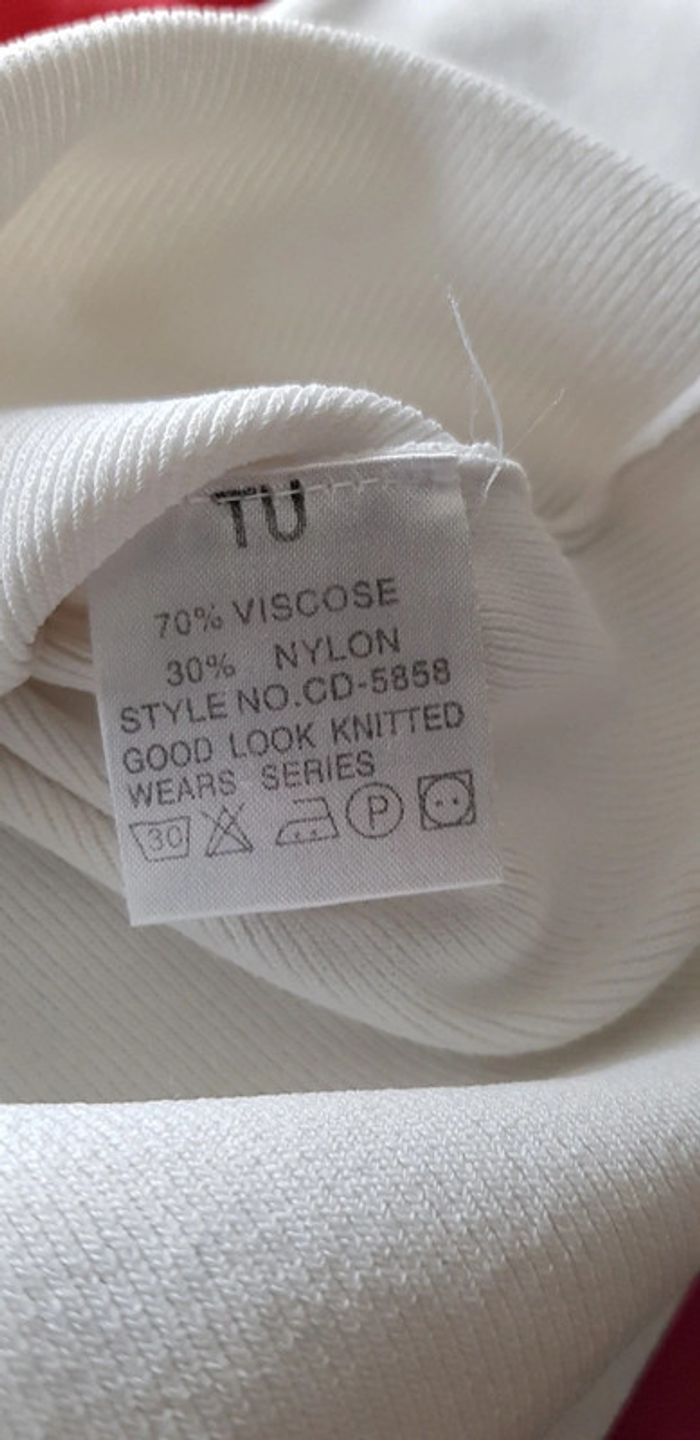 TU
70% VISCOSE
30% NYLON
STYLE NO.CD-5858
GOOD LOOK KNITTED
WEARS SERIES
30 P